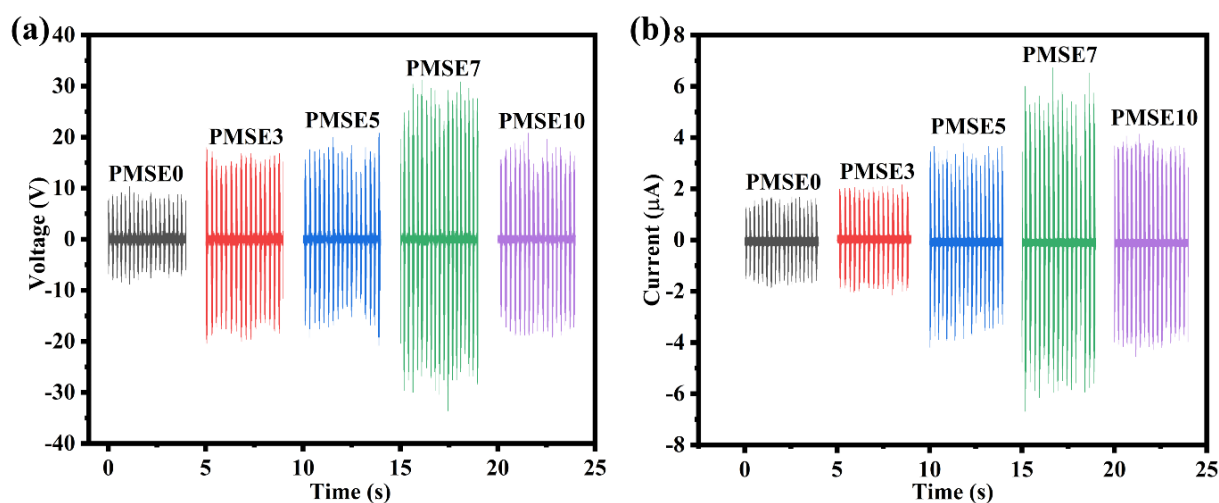 (a)
Voltage (V)
40
30
20
10
0
-10
-20
-30
-40
PMSE0
PMSE3
PMSE5
PMSE7
PMSE10
0 5 10 15 20 25
Time (s)
(b)
Current (μA)
8
6
4
2
0
-2
-4
-6
-8
PMSE0
PMSE3
PMSE5
PMSE7
PMSE10
0 5 10 15 20 25
Time (s)